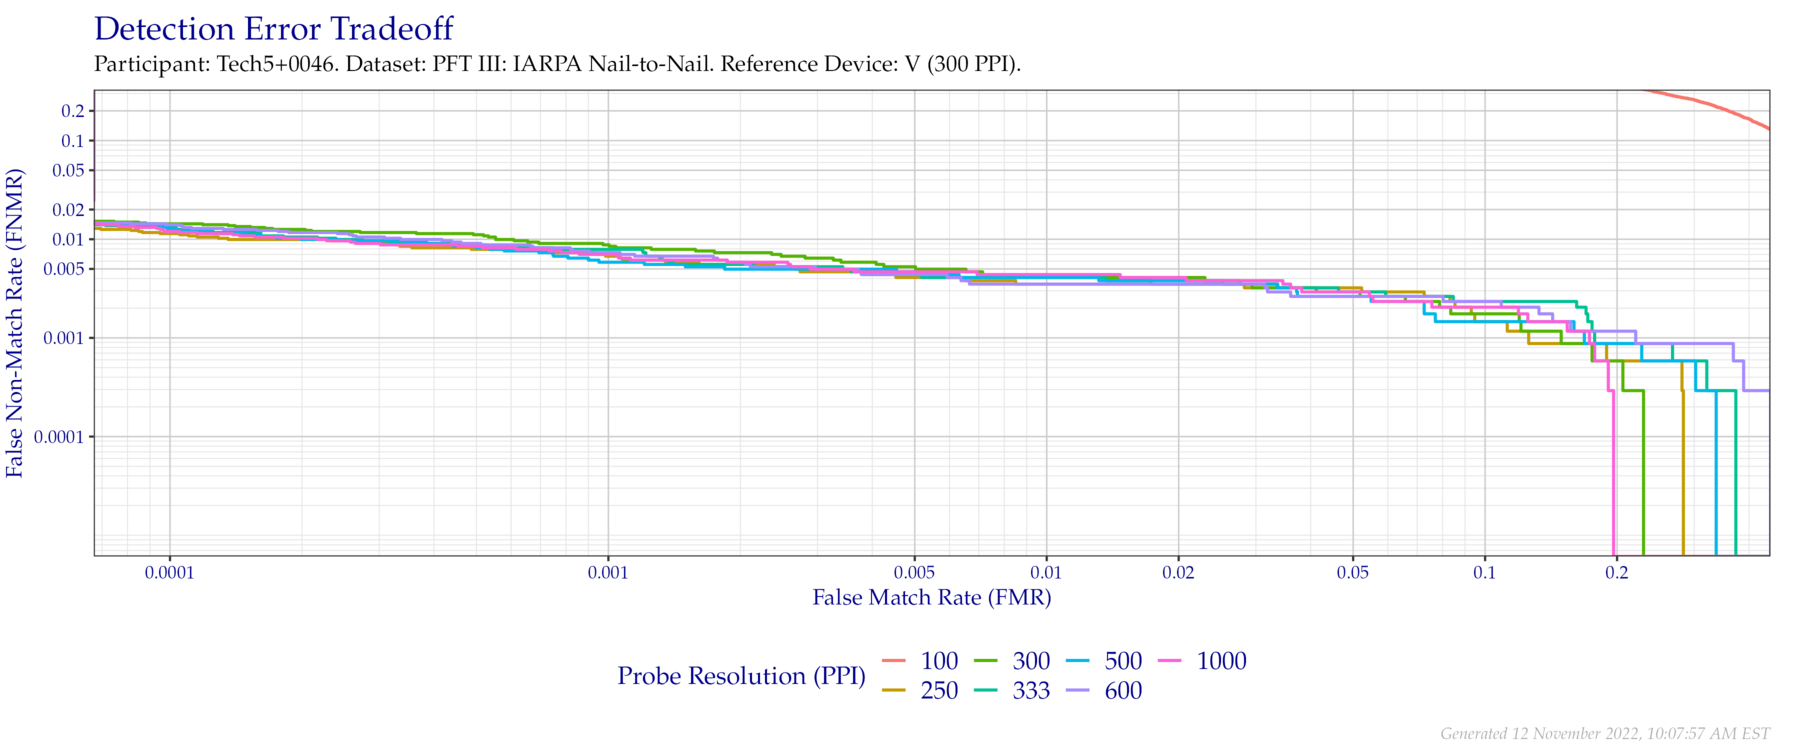 Detection Error Tradeoff
Participant: Tech5+0046. Dataset: PFT III: IARPA Nail-to-Nail. Reference Device: V (300 PPI).
False Non-Match Rate (FNMR)
0.2
0.1
0.05
0.02
0.01
0.005
0.001
0.0001
0.0001 0.001 0.005 0.01 0.02 0.05 0.1 0.2
False Match Rate (FMR)
Probe Resolution (PPI)
100 300 500 1000
250 333 600
Generated 12 November 2022, 10:07:57 AM EST